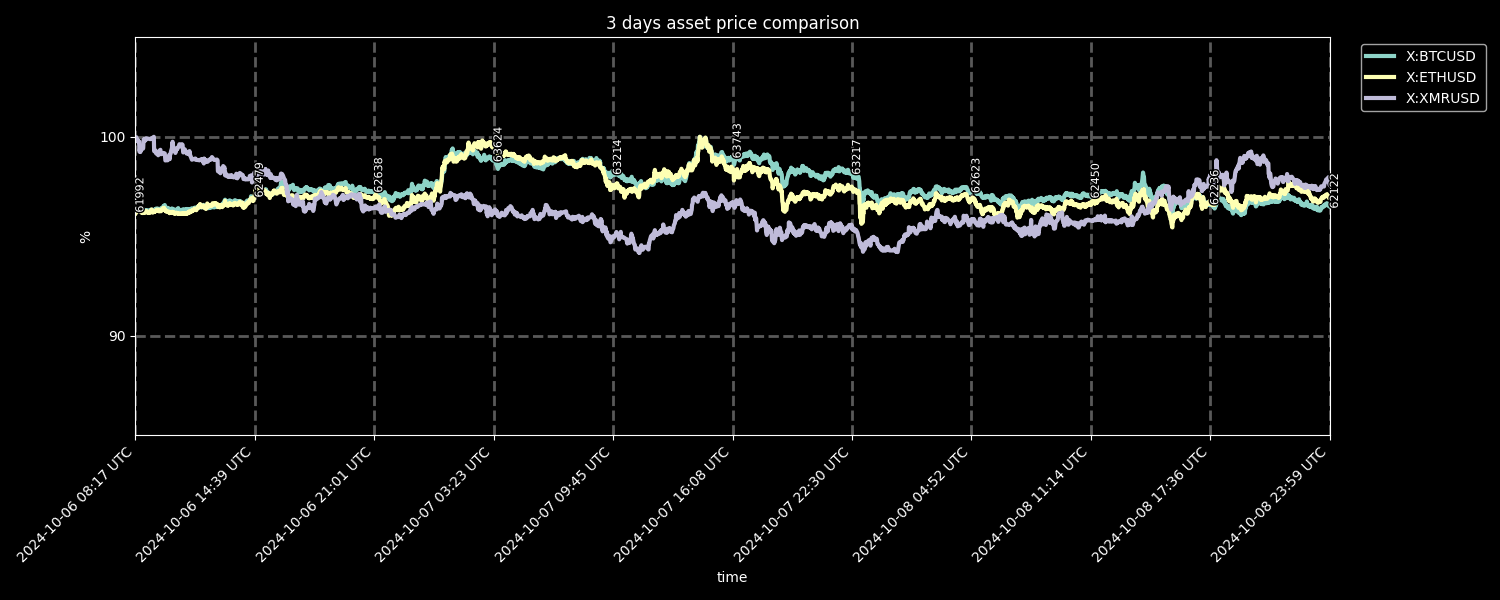 3 days asset price comparison
X:BTCUSD
X:ETHUSD
X:XMRUSD
100
90
%
61992
62479
62638
63624
63214
63743
63217
62623
62450
62236
62122
2024-10-06 08:17 UTC
2024-10-06 14:39 UTC
2024-10-06 21:01 UTC
2024-10-07 03:23 UTC
2024-10-07 09:45 UTC
2024-10-07 16:08 UTC
2024-10-07 22:30 UTC
2024-10-08 04:52 UTC
2024-10-08 11:14 UTC
2024-10-08 17:36 UTC
2024-10-08 23:59 UTC
time